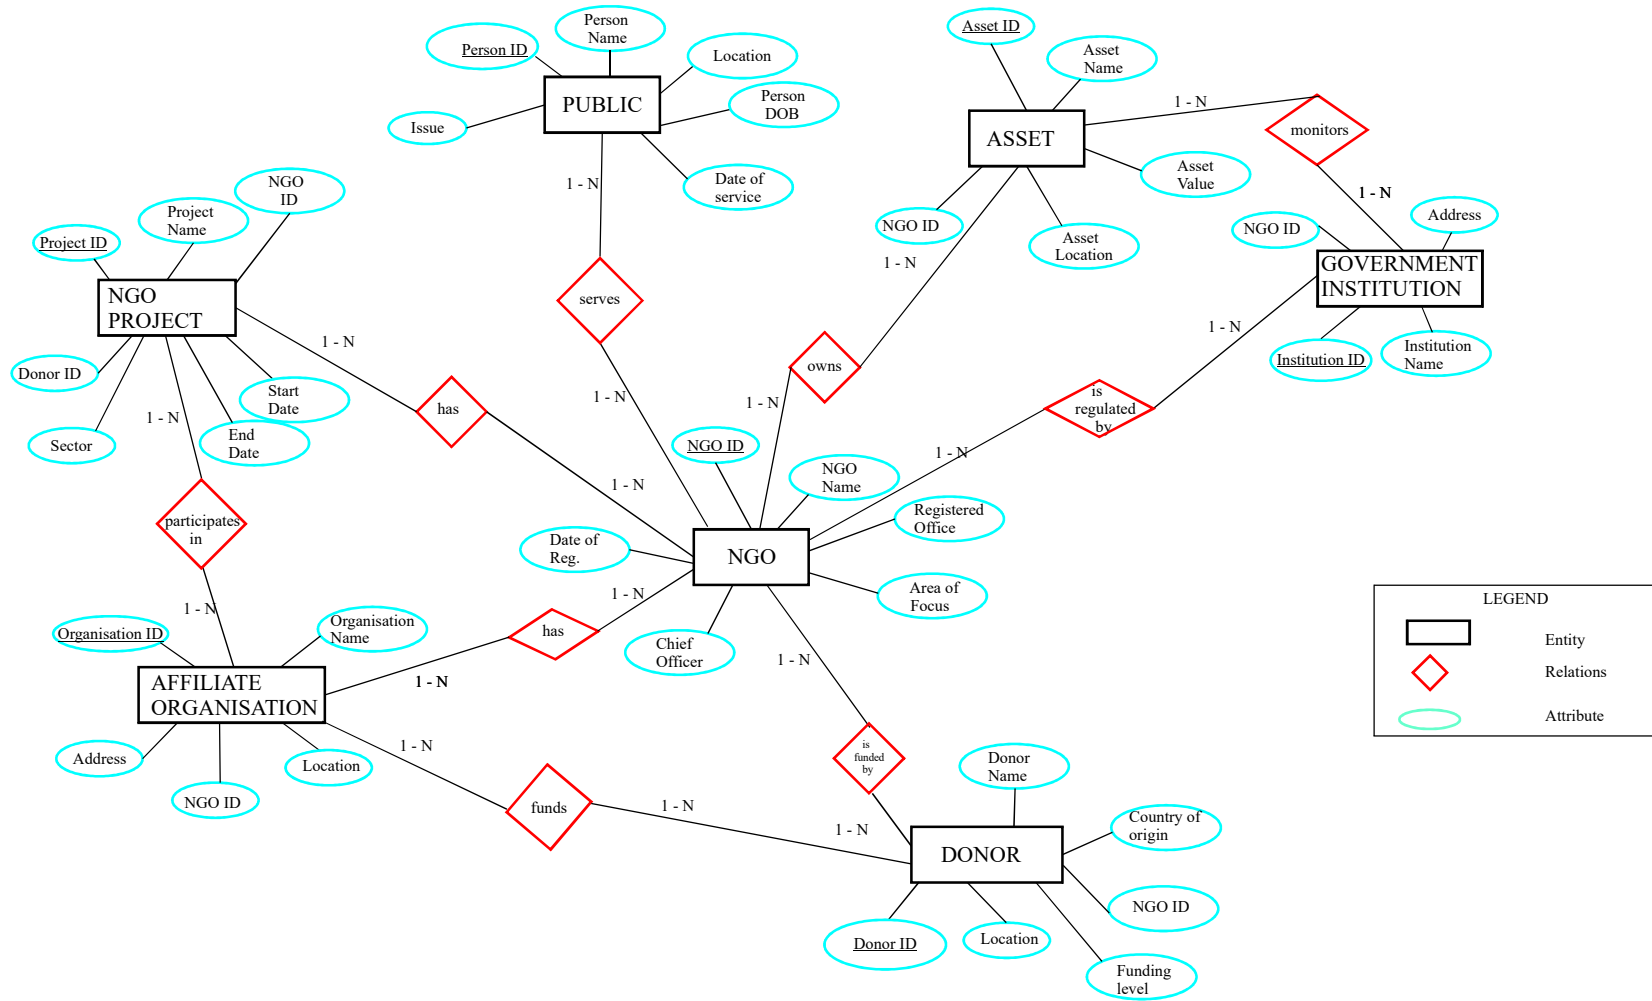 Person ID
Person
Name
Location
Person
DOB
PUBLIC
Issue
Date of
service
1 - N
serves
1 - N
Asset ID
Asset
Name
ASSET
Asset
Value
NGO ID
Asset
Location
1 - N
monitors
1 - N
1 - N
owns
1 - N
NGO ID
Address
GOVERNMENT
INSTITUTION
Institution ID
Institution
Name
1 - N
is
regulated
by
1 - N
NGO
ID
Project
Name
Project ID
NGO
PROJECT
Donor ID
Sector
Start
Date
End
Date
1 - N
has
1 - N
1 - N
participates
in
1 - N
NGO ID
NGO
Name
Registered
Office
Date of
Reg.
NGO
Area of
Focus
Chief
Officer
1 - N
has
1 - N
Organisation ID
Organisation
Name
AFFILIATE
ORGANISATION
Address
NGO ID
Location
1 - N
funds
1 - N
1 - N
is
funded
by
1 - N
Donor
Name
Country of
origin
DONOR
NGO ID
Donor ID
Location
Funding
level
LEGEND
Entity
Relations
Attribute